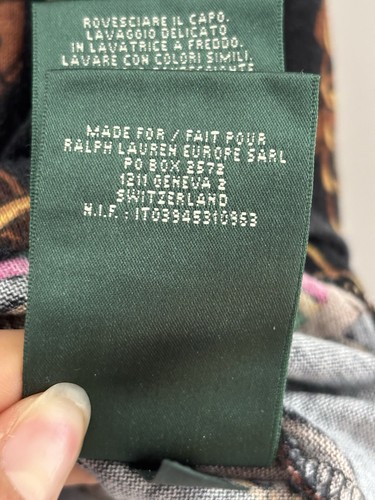 ROVESCIARE IL CAPO.
LAVAGGIO DELICATO
IN LAVATRICE A FREDDO.
LAVARE CON COLORI SIMILI.
MADE FOR / FAIT POUR
RALPH LAUREN EUROPE SARL
PO BOX 2572
1211 GENEVA 2
SWITZERLAND
N.I.F. : IT03945310963